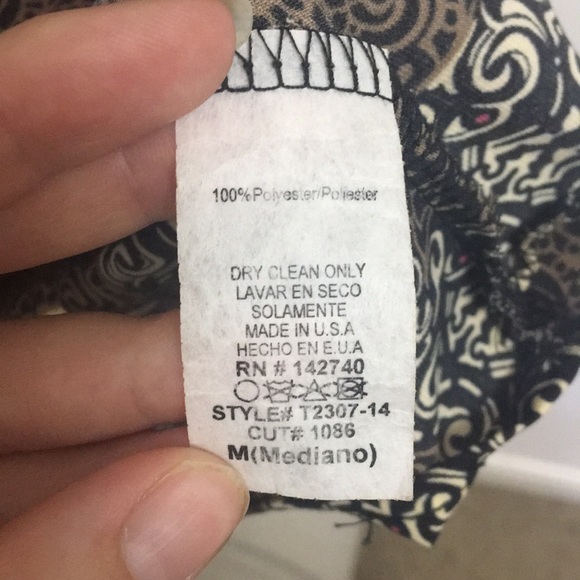 100% Polyester/Poliester
DRY CLEAN ONLY
LAVAR EN SECO
SOLAMENTE
MADE IN U.S.A
HECHO EN E.U.A
RN # 142740
STYLE# T2307-14
CUT# 1086
M(Mediano)